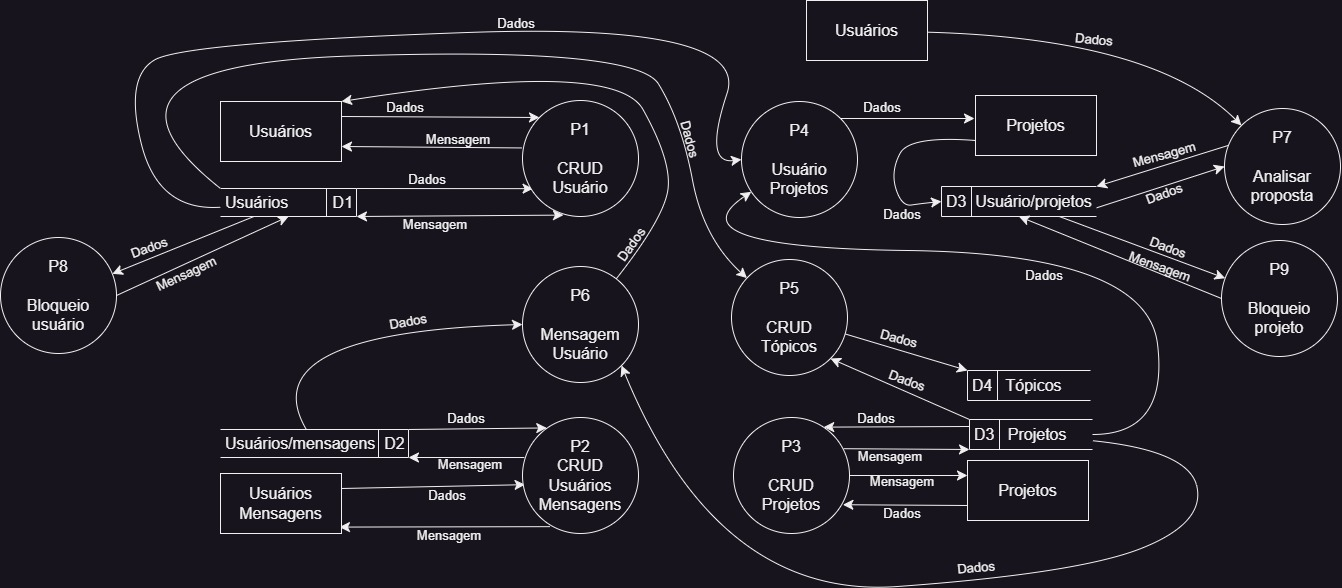 Dados
Usuários
Dados
Usuários
Dados
Mensagem
P1
CRUD
Usuário
Dados
P4
Usuário
Projetos
Dados
Projetos
P7
Analisar
proposta
Mensagem
Dados
Usuários
D1
Dados
Mensagem
D3
Usuário/projetos
Dados
P8
Bloqueio
usuário
Dados
Mensagem
Dados
P6
Mensagem
Usuário
P5
CRUD
Tópicos
Dados
Dados
Mensagem
P9
Bloqueio
projeto
Dados
Dados
Dados
D4
Tópicos
Usuários/mensagens
D2
Dados
Mensagem
P2
CRUD
Usuários
Mensagens
P3
CRUD
Projetos
Dados
Mensagem
D3
Projetos
Usuários
Mensagens
Dados
Mensagem
Mensagem
Dados
Projetos
Dados